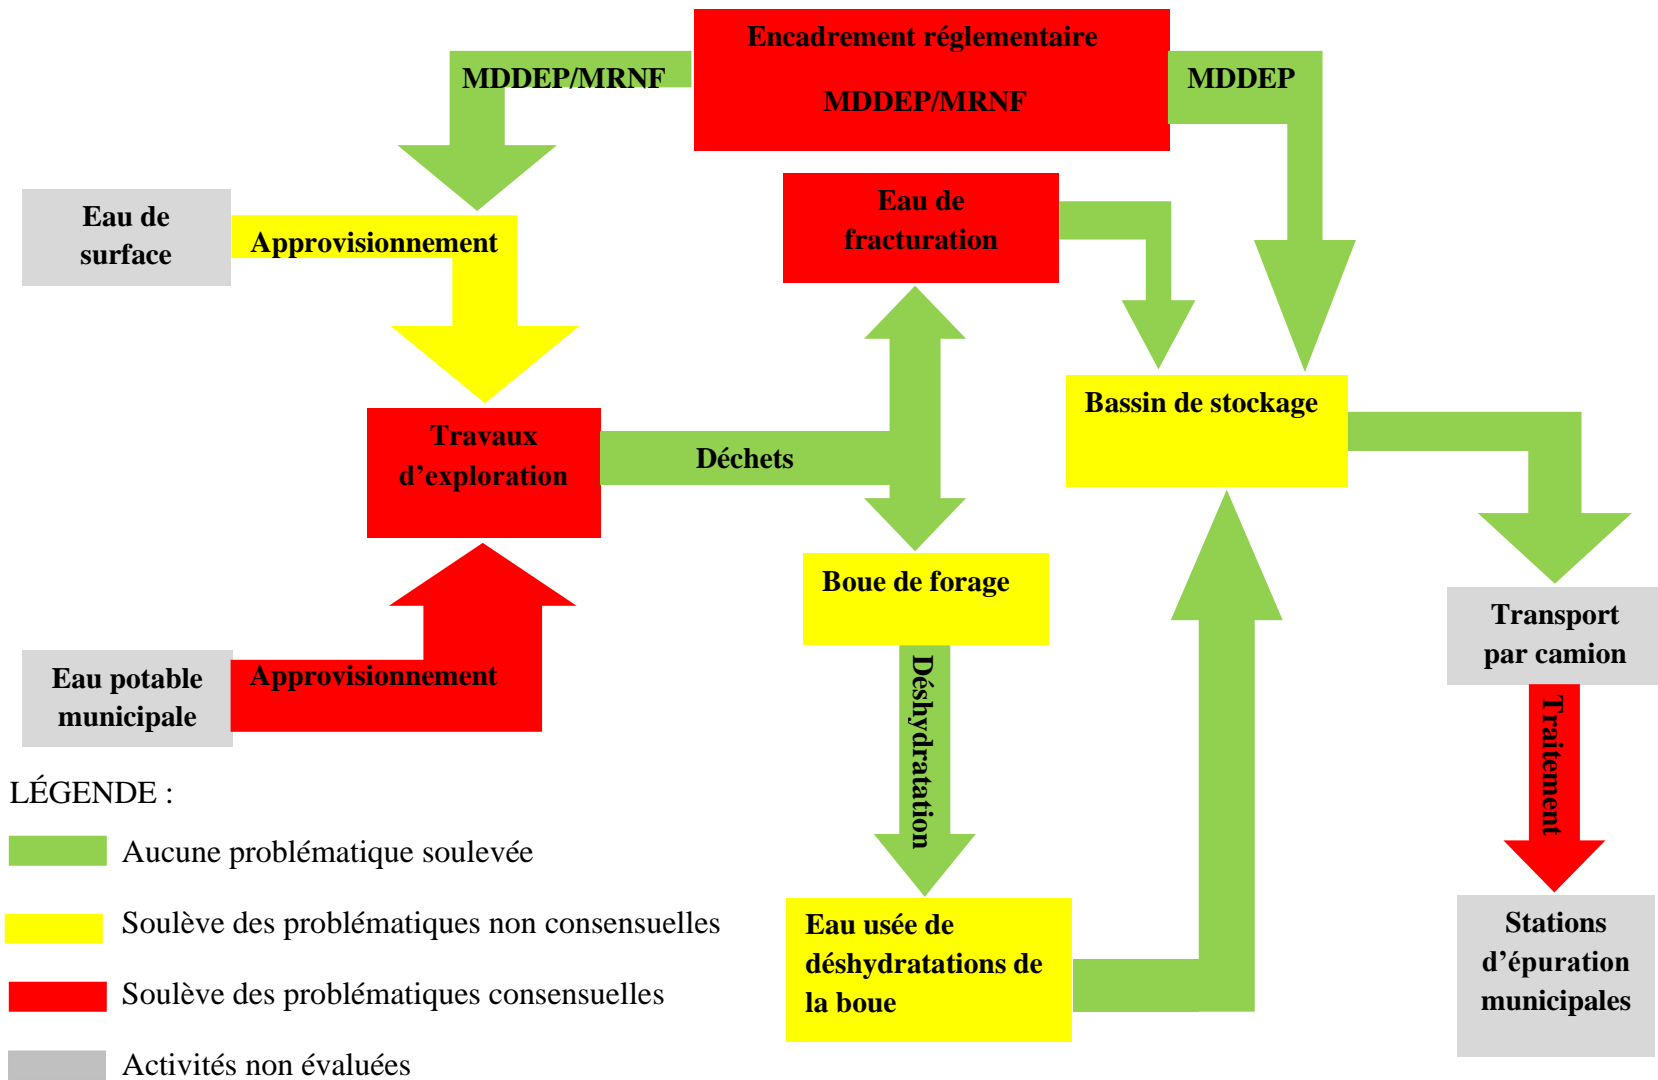 Encadrement réglementaire
MDDEP/MRNF
MDDEP/MRNF
MDDEP
Eau de
surface
Approvisionnement
Eau de
fracturation
Bassin de stockage
Travaux
d’exploration
Déchets
Boue de forage
Transport
par camion
Eau potable
municipale
Approvisionnement
Déshydratation
Traitement
Eau usée de
déshydratations de
la boue
Stations
d’épuration
municipales
LÉGENDE :
Aucune problématique soulevée
Soulève des problématiques non consensuelles
Soulève des problématiques consensuelles
Activités non évaluées